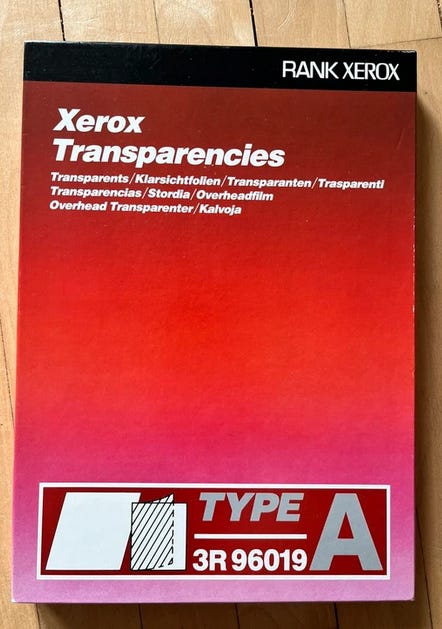 RANK XEROX
Xerox
Transparencies
Transparents/Klarsichtfolien/Transparanten/Trasparenti
Transparencias/Stordia/Overheadfilm
Overhead Transparenter/Kalvoja
TYPE A
3R 96019